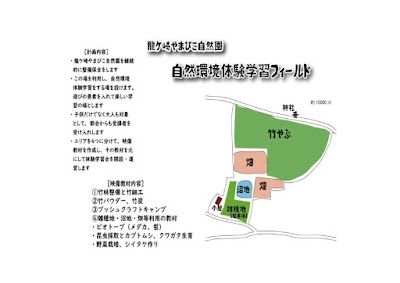 龍ケ崎やまびこ自然園
自然環境体験学習フィールド
【計画内容】
・龍ケ崎やまびこ自然園を継続
的に整備保全をします
・この場を利用し、自然環境
体験学習をする場を設けます。
遊びの要素を入れて楽しい学
習の場とします
・子供だけでなく大人も対象
として、都会からも受講者を
受け入れします
・エリアを4つに分けて、映像
教材を作成し、その教材を元
にして体験学習会を開設・運
営します
【映像教材内容】
①竹林整備と竹細工
②竹パウダー、竹炭
③ブッシュクラフトキャンプ
④雑種地・沼地・畑等利用の教材
・ビオトープ（メダカ、蛍）
・昆虫採取とカブトムシ、クワガタ生育
・野菜栽培、シイタケ作り
神社
約10000㎡
竹やぶ
畑
沼地
畑
小屋
雑種地